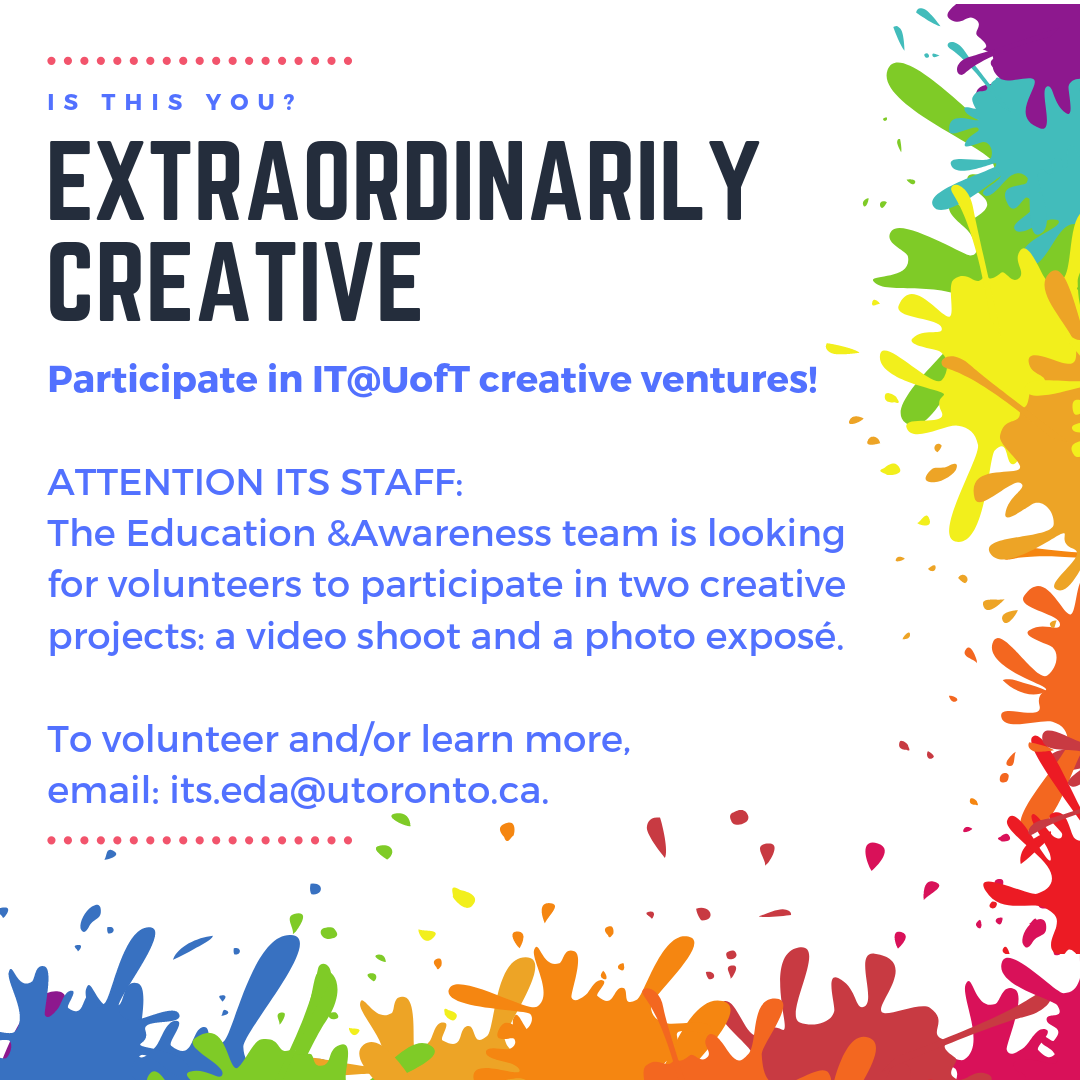 IS THIS YOU?
EXTRAORDINARILY
CREATIVE
Participate in IT@UofT creative ventures!
ATTENTION ITS STAFF:
The Education &Awareness team is looking
for volunteers to participate in two creative
projects: a video shoot and a photo exposé.
To volunteer and/or learn more,
email: its.eda@utoronto.ca.